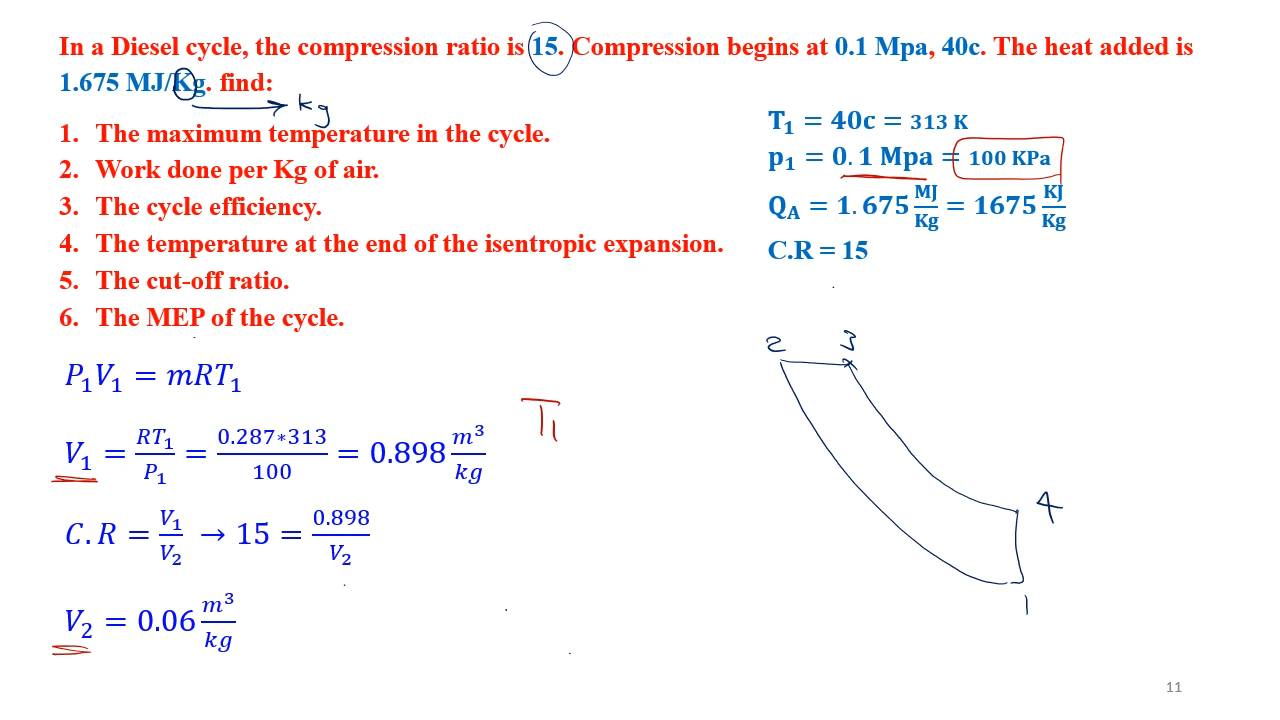 In a Diesel cycle, the compression ratio is 15. Compression begins at 0.1 Mpa, 40c. The heat added is
1.675 MJ/Kg. find:
kg
1. The maximum temperature in the cycle.
2. Work done per Kg of air.
3. The cycle efficiency.
4. The temperature at the end of the isentropic expansion.
5. The cut-off ratio.
6. The MEP of the cycle.
T₁ = 40c = 313 K
p₁ = 0.1 Mpa = 100 KPa
Q_A = 1.675 MJ/Kg = 1675 KJ/Kg
C.R = 15
P₁V₁ = mRT₁
V₁ = RT₁/P₁ = 0.287*313/100 = 0.898 m³/kg
C.R = V₁/V₂ → 15 = 0.898/V₂
V₂ = 0.06 m³/kg
T₁
2 3
4
1
11